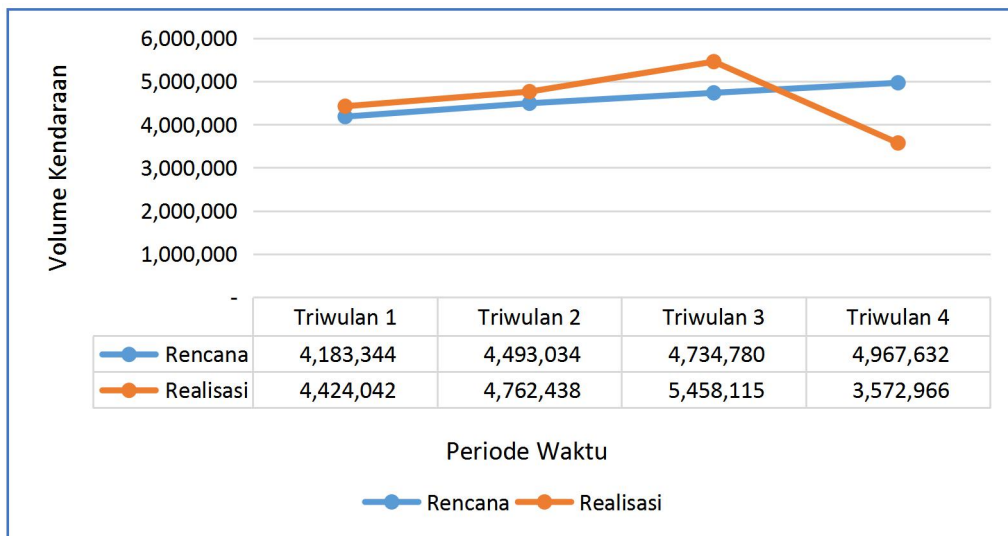 Volume Kendaraan
6,000,000
5,000,000
4,000,000
3,000,000
2,000,000
1,000,000
-
Triwulan 1 Triwulan 2 Triwulan 3 Triwulan 4
Rencana 4,183,344 4,493,034 4,734,780 4,967,632
Realisasi 4,424,042 4,762,438 5,458,115 3,572,966
Periode Waktu
Rencana Realisasi